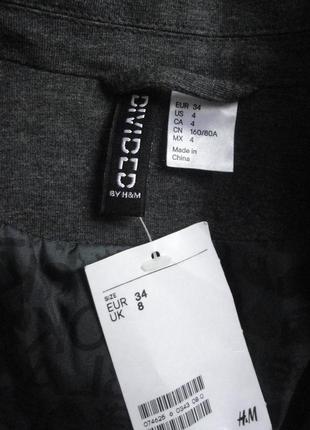 DIVIDED
BY H&M
EUR 34
US 4
CA 4
CN 160/80A
MX 4
Made in
China
SIZE
EUR 34
UK 8
H&M